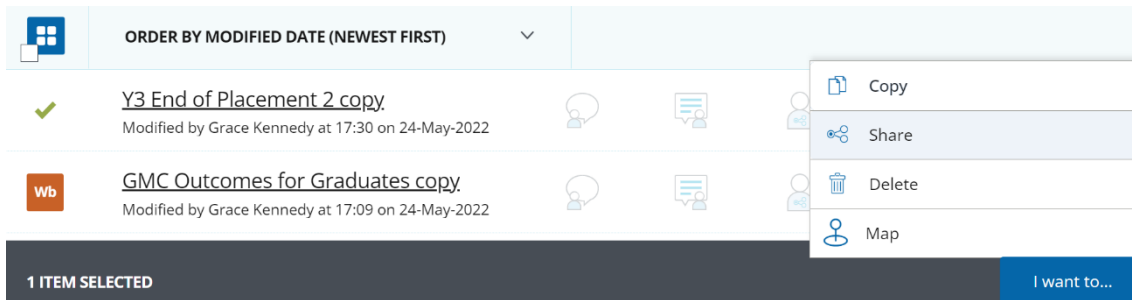 ORDER BY MODIFIED DATE (NEWEST FIRST)
Y3 End of Placement 2 copy
Modified by Grace Kennedy at 17:30 on 24-May-2022
Wb
GMC Outcomes for Graduates copy
Modified by Grace Kennedy at 17:09 on 24-May-2022
Copy
Share
Delete
Map
1 ITEM SELECTED
I want to...